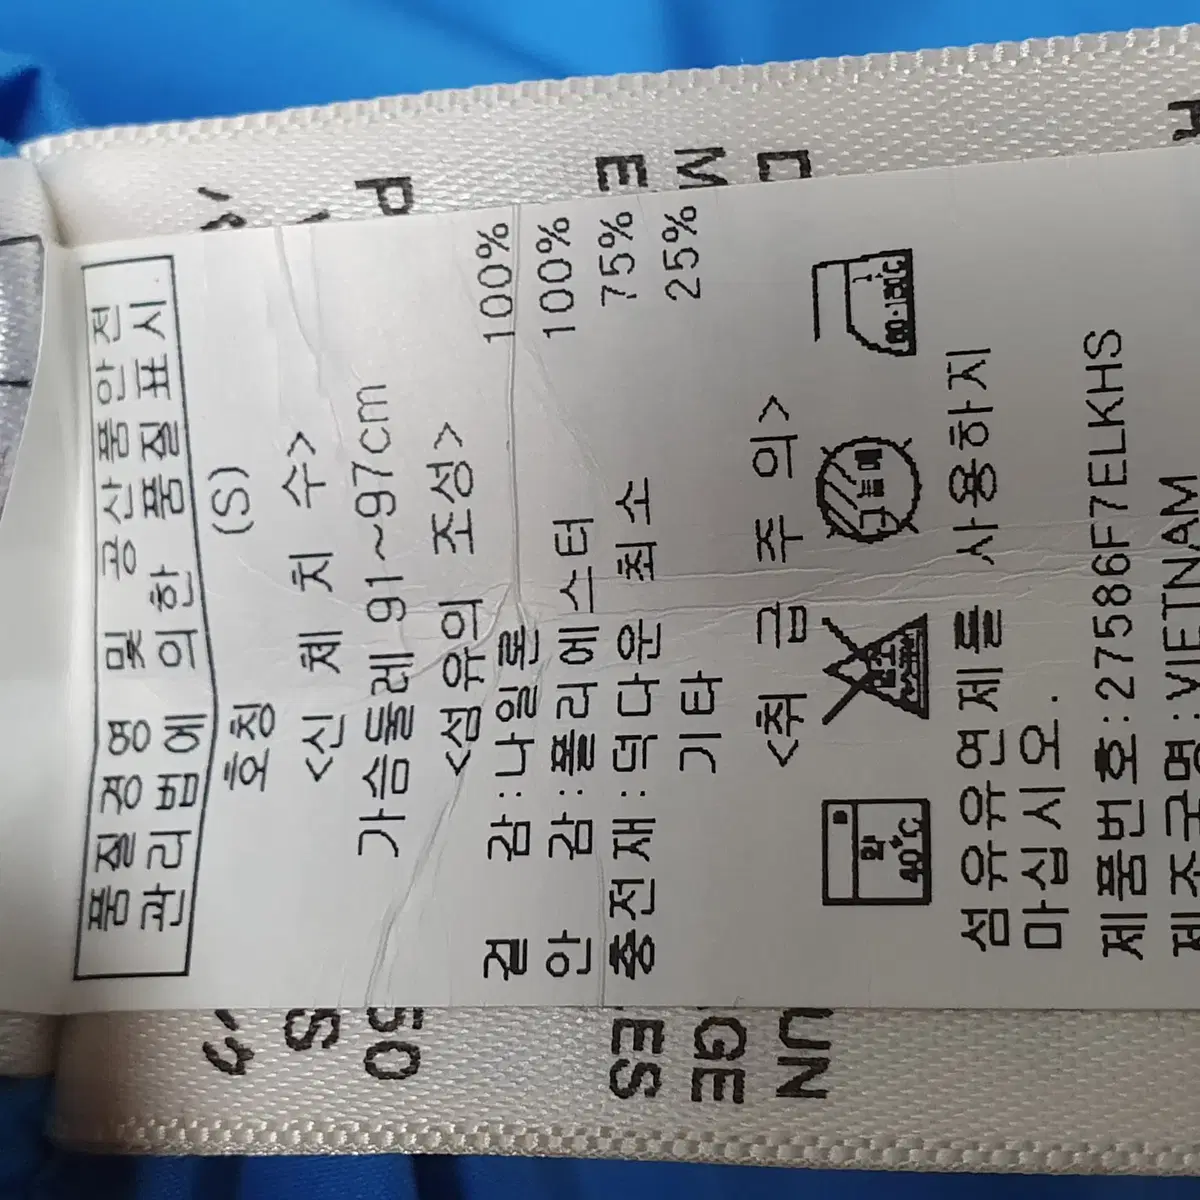 품질경영 및 공산품안전
관리법에 의한 품질표시
호칭 (S)
<신 체 치 수>
가슴둘레 91~97cm
<섬유의 조성>
겉 감:나일론 100%
안 감:폴리에스터 100%
충전재:덕다운 최소 75%
기타 25%
<취 급 주 의>
약
40℃
섬유유연제를 사용하지
마십시오.
제품번호:27586F7ELKHS
제조국명:VIETNAM